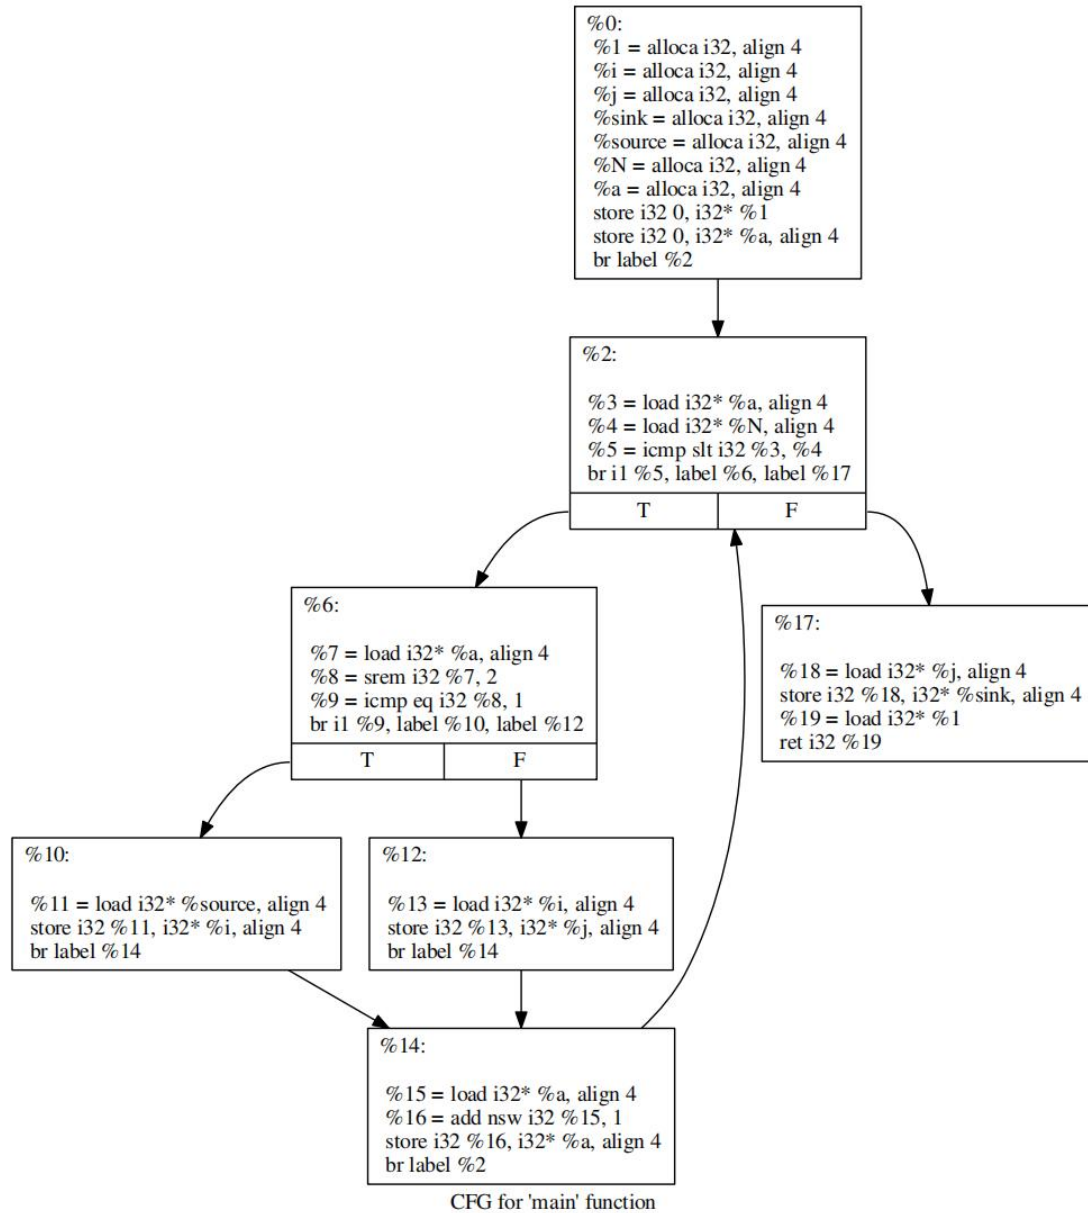 %0:
%1 = alloca i32, align 4
%i = alloca i32, align 4
%j = alloca i32, align 4
%sink = alloca i32, align 4
%source = alloca i32, align 4
%N = alloca i32, align 4
%a = alloca i32, align 4
store i32 0, i32* %1
store i32 0, i32* %a, align 4
br label %2
%2:
%3 = load i32* %a, align 4
%4 = load i32* %N, align 4
%5 = icmp slt i32 %3, %4
br i1 %5, label %6, label %17
T
F
%6:
%7 = load i32* %a, align 4
%8 = srem i32 %7, 2
%9 = icmp eq i32 %8, 1
br i1 %9, label %10, label %12
T
F
%17:
%18 = load i32* %j, align 4
store i32 %18, i32* %sink, align 4
%19 = load i32* %1
ret i32 %19
%10:
%11 = load i32* %source, align 4
store i32 %11, i32* %i, align 4
br label %14
%12:
%13 = load i32* %i, align 4
store i32 %13, i32* %j, align 4
br label %14
%14:
%15 = load i32* %a, align 4
%16 = add nsw i32 %15, 1
store i32 %16, i32* %a, align 4
br label %2
CFG for 'main' function